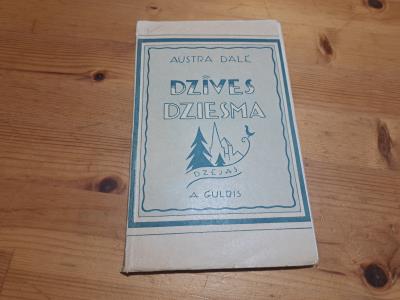 AUSTRA DALE
DZĪVES
DZIESMA
DZEJAS
A GULBIS